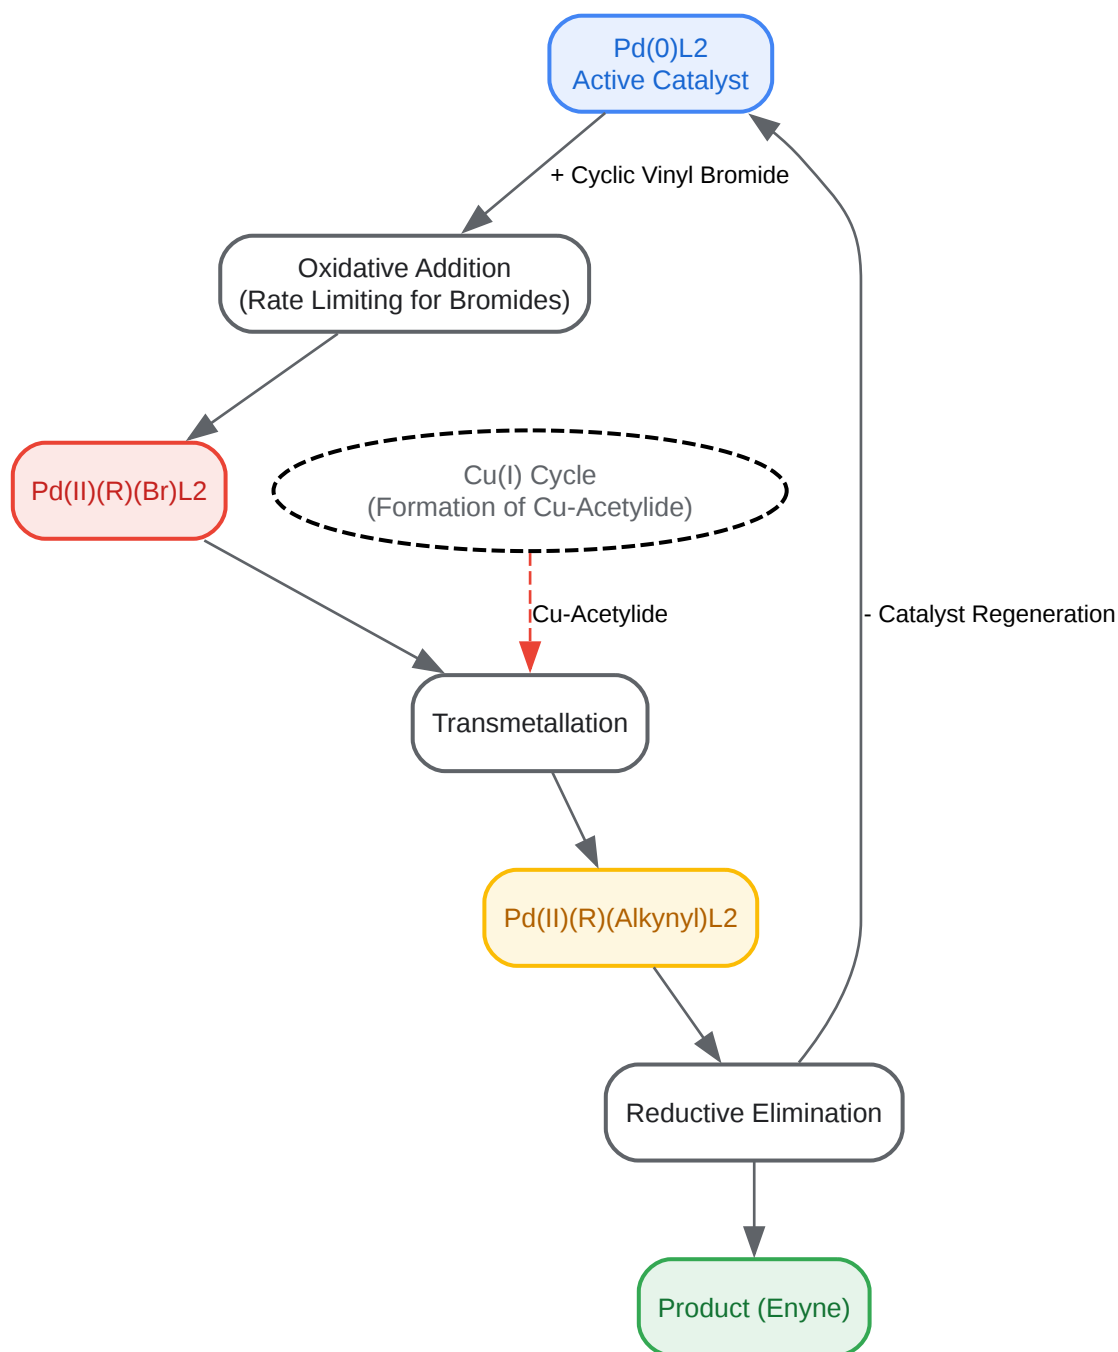 Pd(0)L2
Active Catalyst
+ Cyclic Vinyl Bromide
Oxidative Addition
(Rate Limiting for Bromides)
Pd(II)(R)(Br)L2
Cu(I) Cycle
(Formation of Cu-Acetylide)
Cu-Acetylide
- Catalyst Regeneration
Transmetallation
Pd(II)(R)(Alkynyl)L2
Reductive Elimination
Product (Enyne)